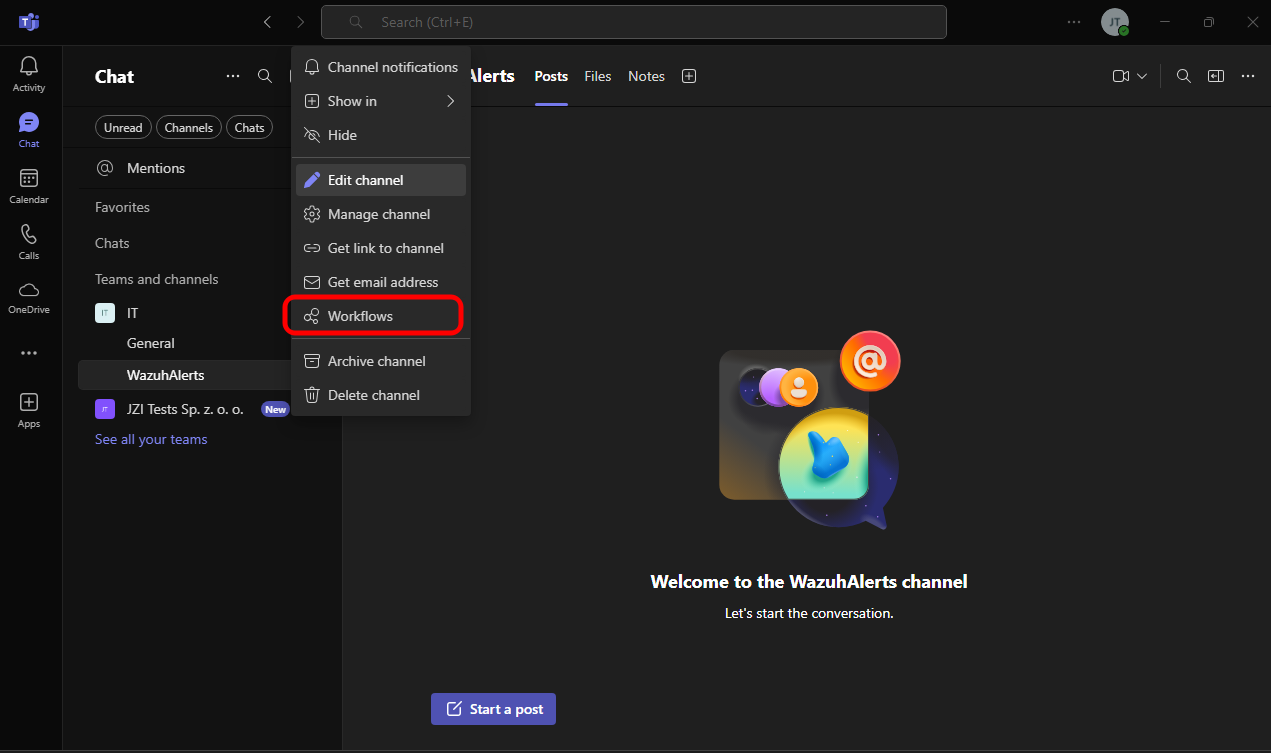 Search (Ctrl+E)
JT
Activity
Chat
Calendar
Calls
OneDrive
Apps
Chat
Unread
Channels
Chats
Mentions
Favorites
Chats
Teams and channels
IT
IT
General
WazuhAlerts
JT
JZI Tests Sp. z. o. o.
New
See all your teams
Channel notifications
Show in
Hide
Edit channel
Manage channel
Get link to channel
Get email address
Workflows
Archive channel
Delete channel
Alerts
Posts
Files
Notes
Welcome to the WazuhAlerts channel
Let's start the conversation.
Start a post